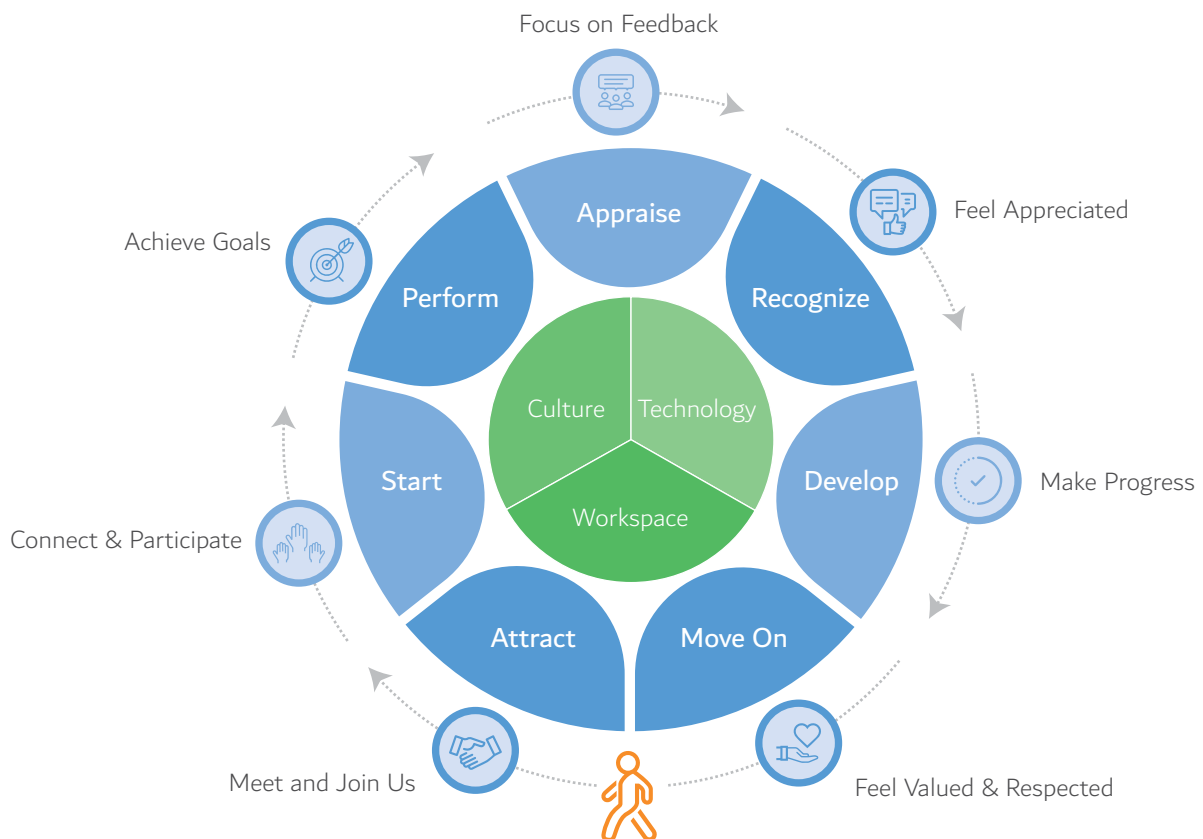 Focus on Feedback
Appraise
Feel Appreciated
Achieve Goals
Perform
Recognize
Culture
Technology
Start
Develop
Make Progress
Workspace
Connect & Participate
Attract
Move On
Meet and Join Us
Feel Valued & Respected